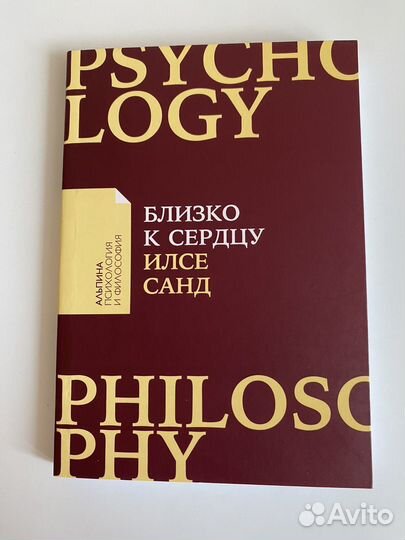 PSYCHO
LOGY
БЛИЗКО
К СЕРДЦУ
ИЛСЕ
САНД
АЛЬПИНА
ПСИХОЛОГИЯ
И ФИЛОСОФИЯ
PHILOSO
PHY
Avito